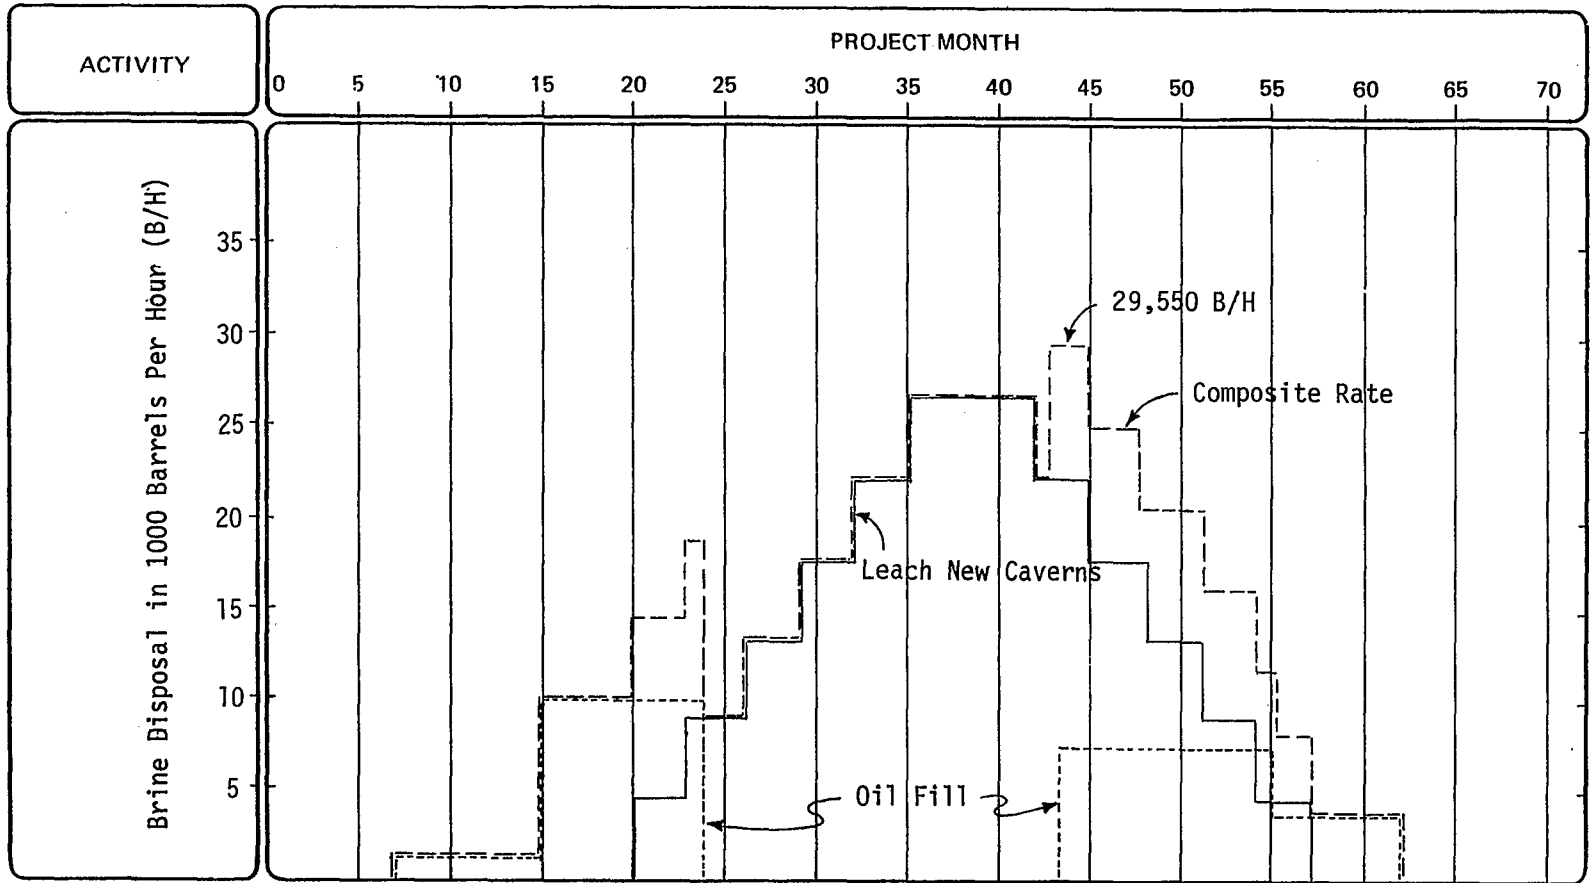 ACTIVITY
PROJECT MONTH
0 5 10 15 20 25 30 35 40 45 50 55 60 65 70
Brine Disposal in 1000 Barrels Per Hour (B/H)
35
30
25
20
15
10
5
29,550 B/H
Composite Rate
Leach New Caverns
Oil Fill